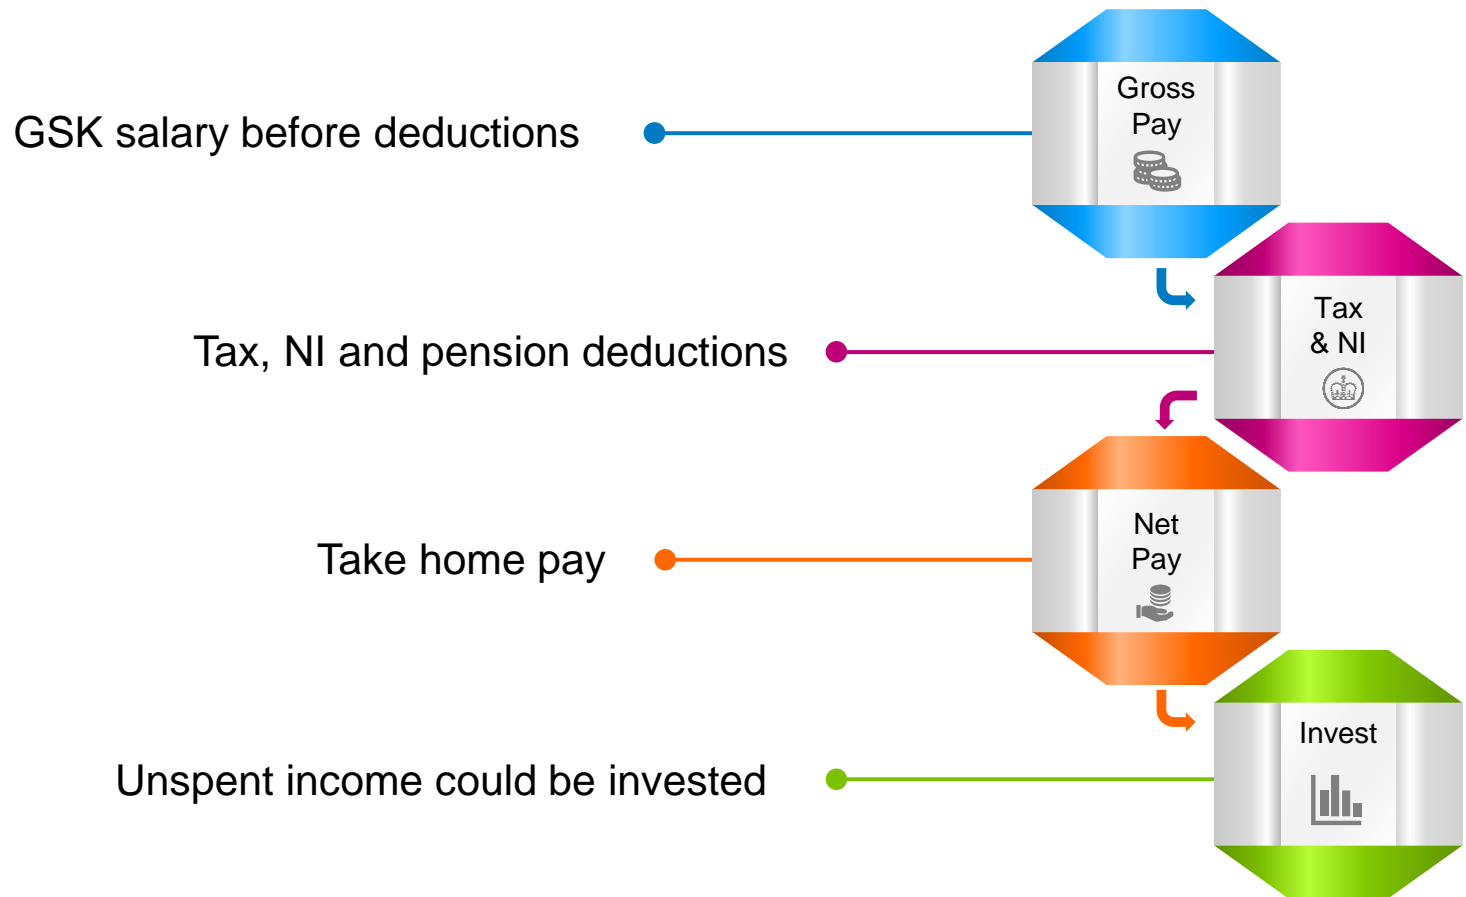 GSK salary before deductions
Gross
Pay
Tax, NI and pension deductions
Tax
& NI
Take home pay
Net
Pay
Unspent income could be invested
Invest